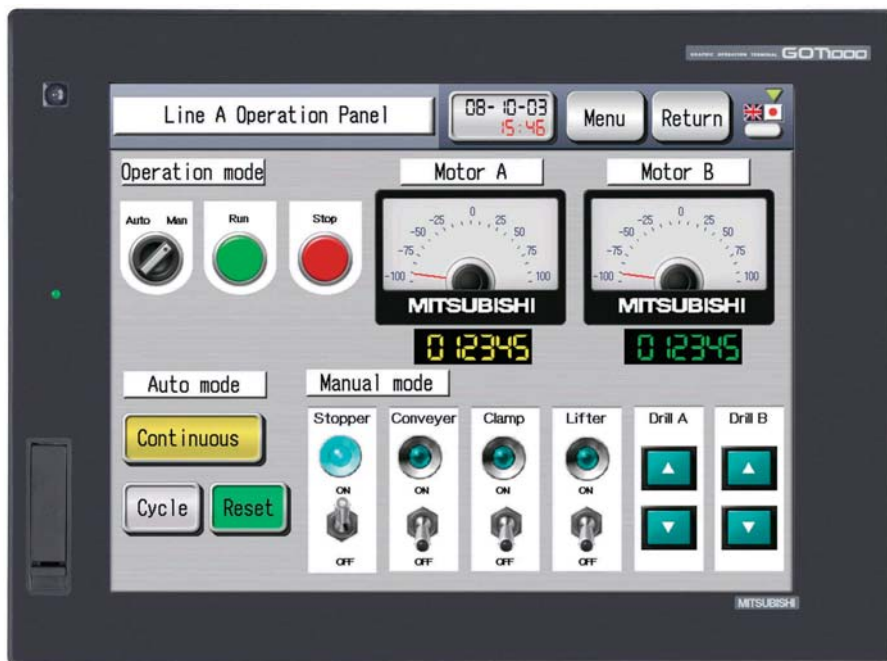 GRAPHIC OPERATION TERMINAL GOT1000
Line A Operation Panel
08-10-03
15:46
Menu
Return
Operation mode
Motor A
Motor B
Auto Man
Run
Stop
-100 -75 -50 -25 0 25 50 75 100
MITSUBISHI
012345
-100 -75 -50 -25 0 25 50 75 100
MITSUBISHI
012345
Auto mode
Manual mode
Continuous
Cycle
Reset
Stopper
ON
OFF
Conveyer
ON
OFF
Clamp
ON
OFF
Lifter
ON
OFF
Drill A
Drill B
MITSUBISHI